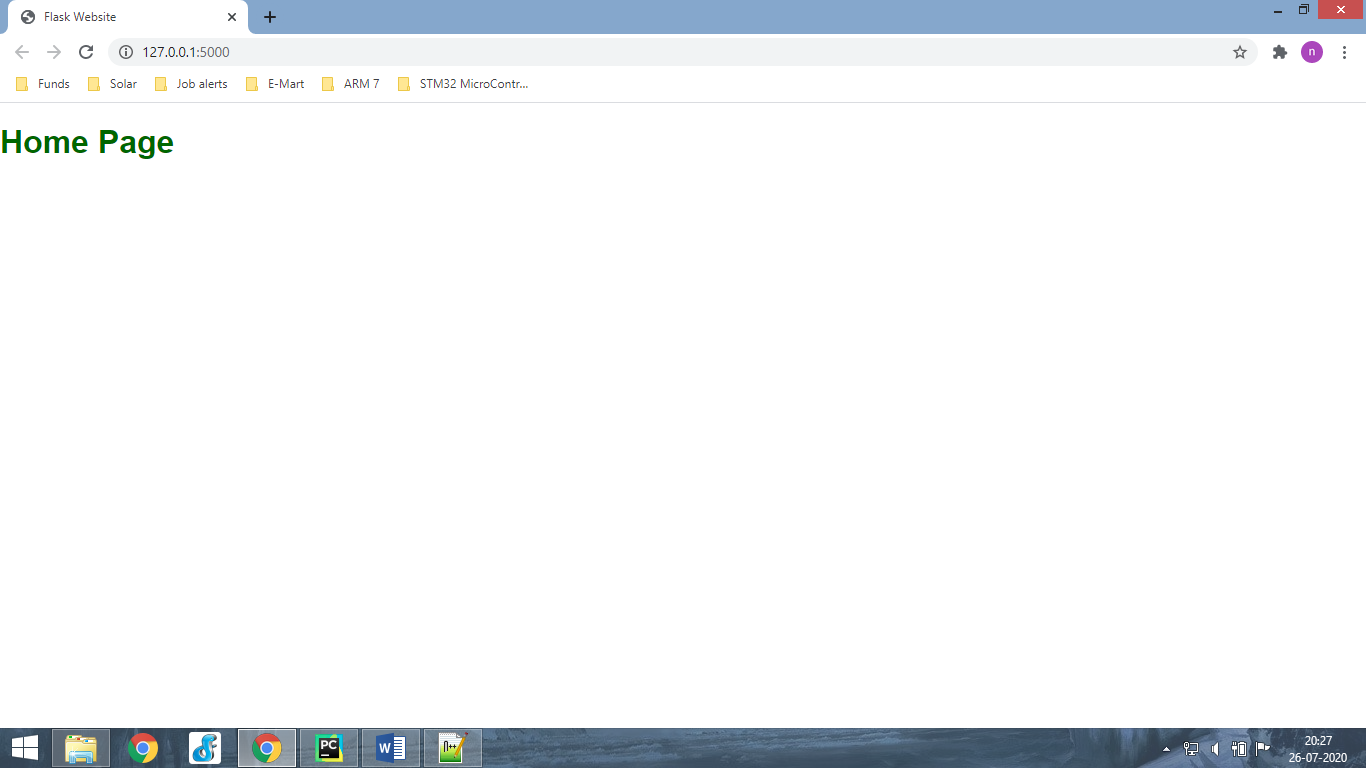 Flask Website
127.0.0.1:5000
n
Funds
Solar
Job alerts
E-Mart
ARM 7
STM32 MicroContr...
Home Page
PC
W
N++
20:27
26-07-2020